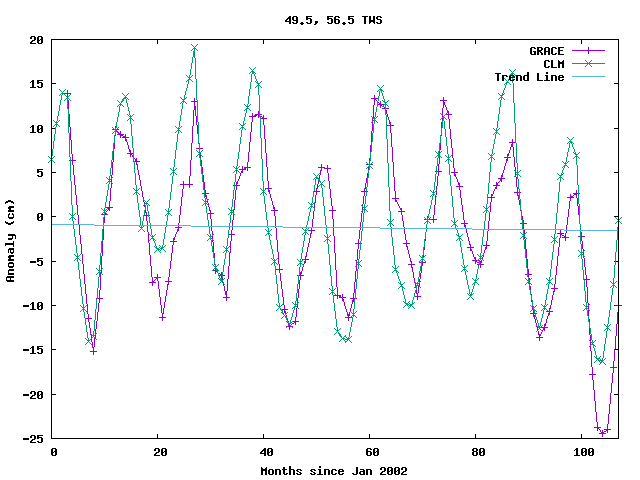 49.5, 56.5 TWS
GRACE
CLM
Trend Line
Anomaly (cm)
20
15
10
5
0
-5
-10
-15
-20
-25
0 20 40 60 80 100
Months since Jan 2002